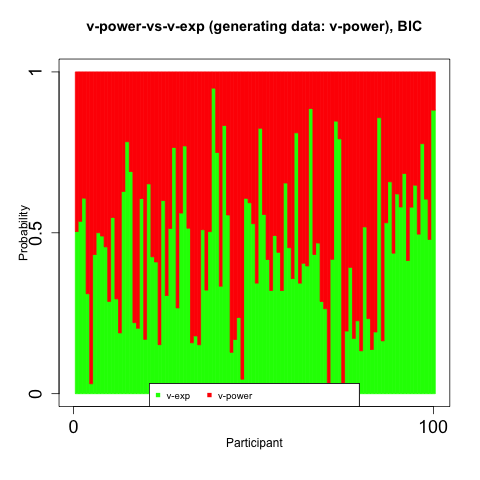 v-power-vs-v-exp (generating data: v-power), BIC
1
0.5
0
Probability
v-exp
v-power
0
100
Participant